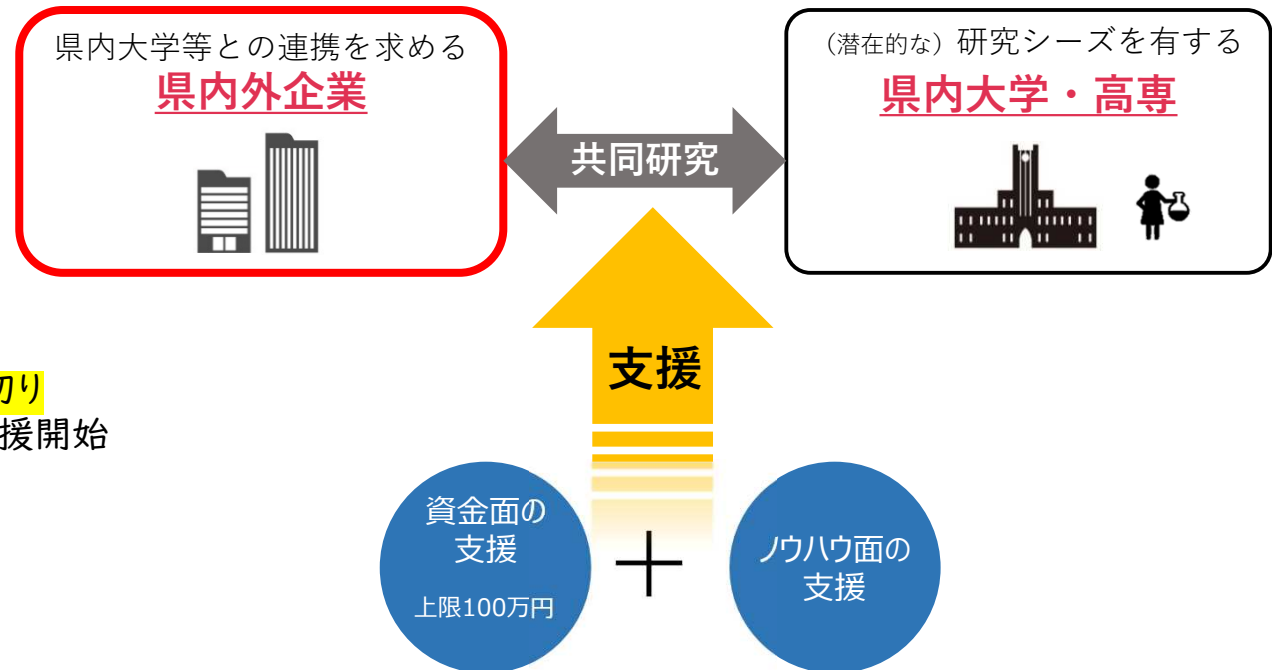 県内大学等との連携を求める
県内外企業
(潜在的な) 研究シーズを有する
県内大学・高専
共同研究
支援
切り
援開始
資金面の
支援
上限100万円
＋
ノウハウ面の
支援